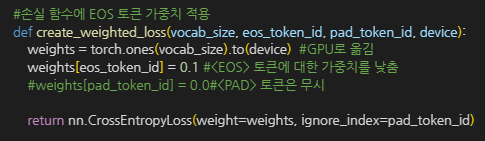 #손실 함수에 EOS 토큰 가중치 적용
def create_weighted_loss(vocab_size, eos_token_id, pad_token_id, device):
    weights = torch.ones(vocab_size).to(device)  #GPU로 옮김
    weights[eos_token_id] = 0.1 #<EOS> 토큰에 대한 가중치를 낮춤
    #weights[pad_token_id] = 0.0#<PAD> 토큰은 무시
    return nn.CrossEntropyLoss(weight=weights, ignore_index=pad_token_id)